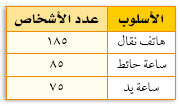 الأسلوب عدد الأشخاص
هاتف نقال ١٨٥
ساعة حائط ٨٥
ساعة يد ٧٥